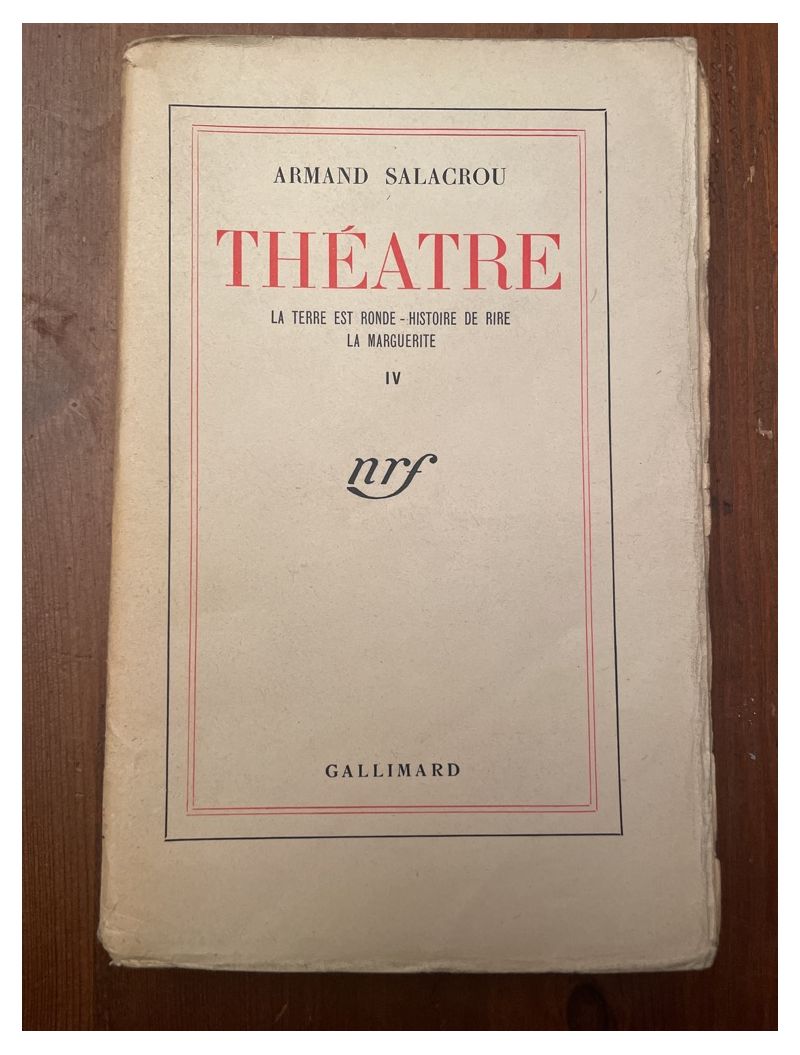 ARMAND SALACROU
THÉATRE
LA TERRE EST RONDE - HISTOIRE DE RIRE
LA MARGUERITE
IV
nrf
GALLIMARD